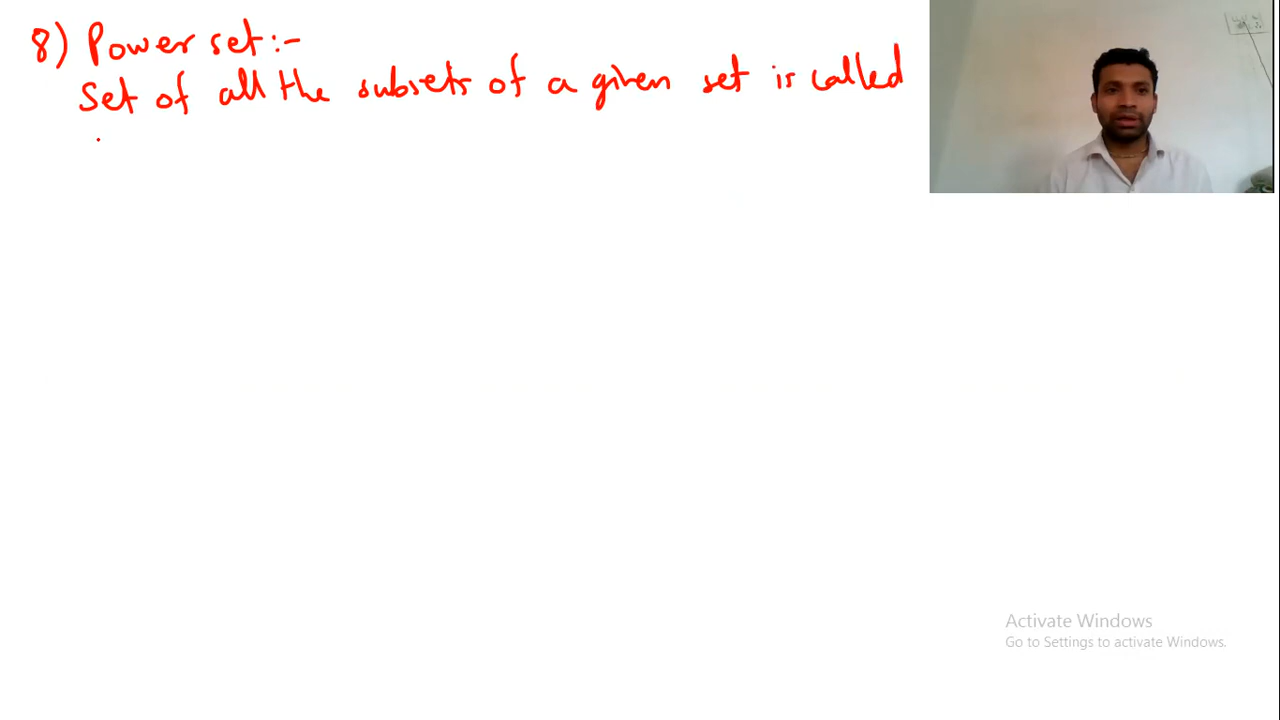 8) Power set:-
Set of all the subsets of a given set is called
Activate Windows
Go to Settings to activate Windows.